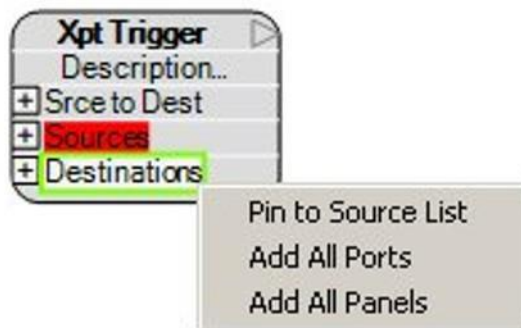 Xpt Trigger
Description...
Srce to Dest
Sources
Destinations
Pin to Source List
Add All Ports
Add All Panels